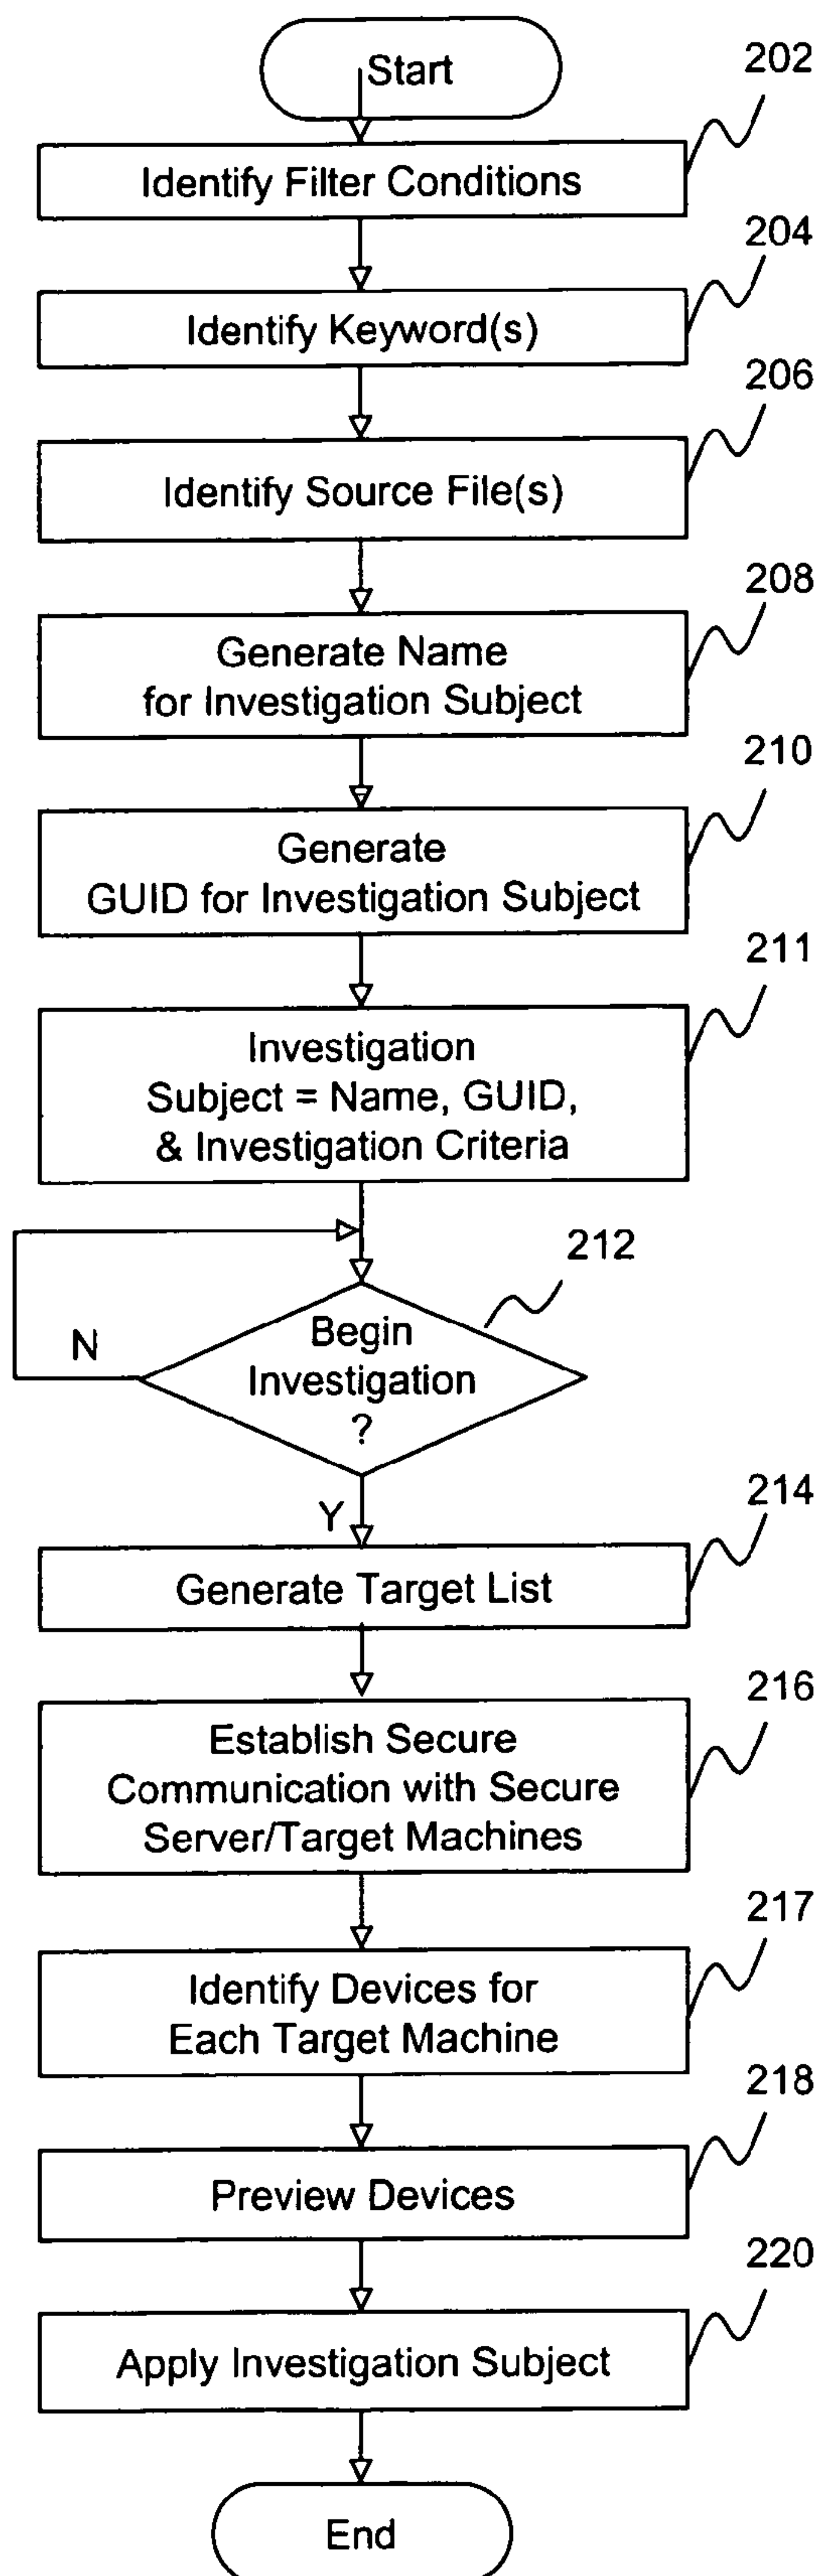 Start
202
Identify Filter Conditions
204
Identify Keyword(s)
206
Identify Source File(s)
208
Generate Name
for Investigation Subject
210
Generate
GUID for Investigation Subject
211
Investigation
Subject = Name, GUID,
& Investigation Criteria
212
N
Begin
Investigation
?
Y
214
Generate Target List
216
Establish Secure
Communication with Secure
Server/Target Machines
217
Identify Devices for
Each Target Machine
218
Preview Devices
220
Apply Investigation Subject
End